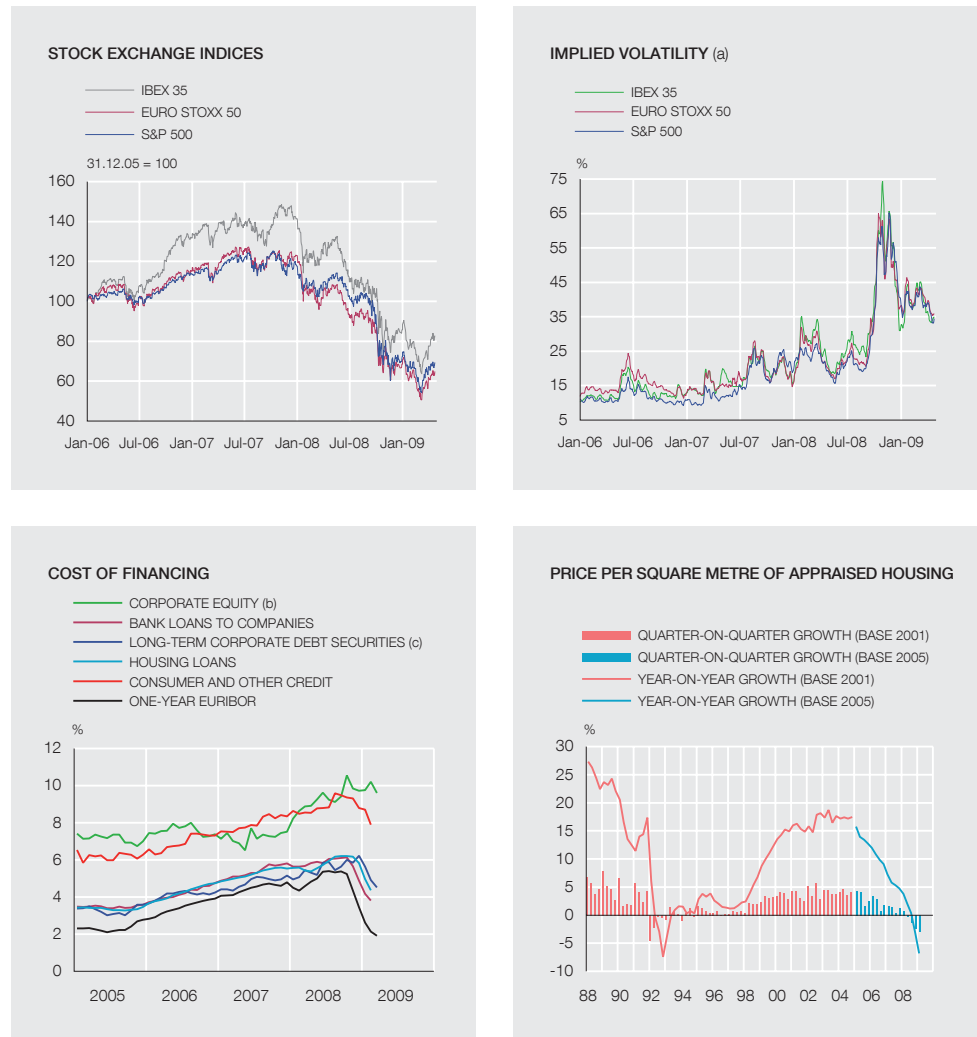 STOCK EXCHANGE INDICES
IBEX 35
EURO STOXX 50
S&P 500
31.12.05 = 100
160
140
120
100
80
60
40
Jan-06 Jul-06 Jan-07 Jul-07 Jan-08 Jul-08 Jan-09
IMPLIED VOLATILITY (a)
IBEX 35
EURO STOXX 50
S&P 500
%
75
65
55
45
35
25
15
5
Jan-06 Jul-06 Jan-07 Jul-07 Jan-08 Jul-08 Jan-09
COST OF FINANCING
CORPORATE EQUITY (b)
BANK LOANS TO COMPANIES
LONG-TERM CORPORATE DEBT SECURITIES (c)
HOUSING LOANS
CONSUMER AND OTHER CREDIT
ONE-YEAR EURIBOR
%
12
10
8
6
4
2
0
2005 2006 2007 2008 2009
PRICE PER SQUARE METRE OF APPRAISED HOUSING
QUARTER-ON-QUARTER GROWTH (BASE 2001)
QUARTER-ON-QUARTER GROWTH (BASE 2005)
YEAR-ON-YEAR GROWTH (BASE 2001)
YEAR-ON-YEAR GROWTH (BASE 2005)
%
30
25
20
15
10
5
0
-5
-10
88 90 92 94 96 98 00 02 04 06 08